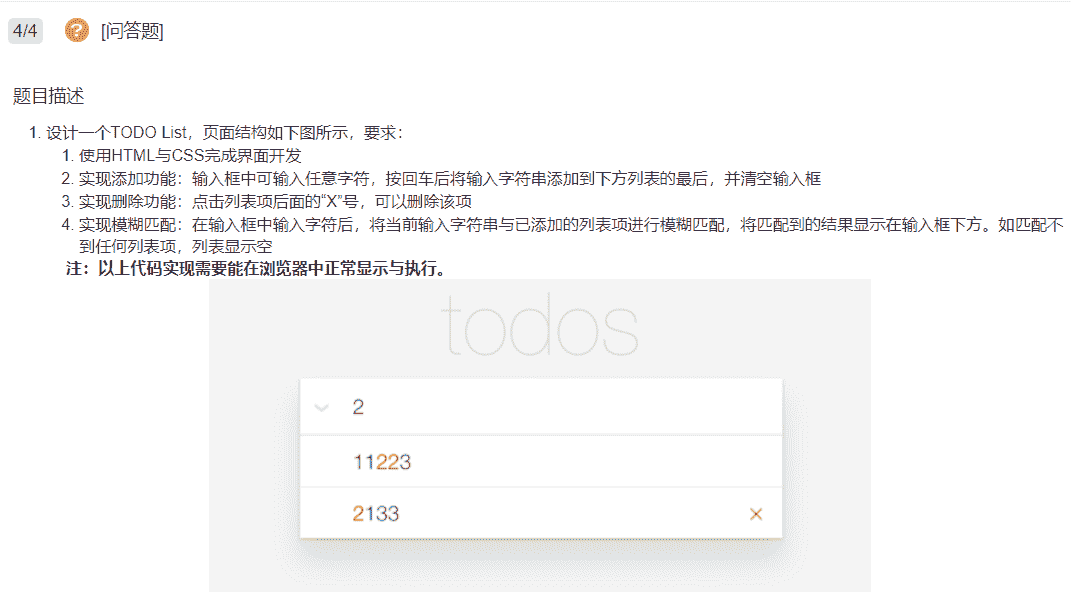 4/4 [问答题]
题目描述
1. 设计一个TODO List，页面结构如下图所示，要求：
1. 使用HTML与CSS完成界面开发
2. 实现添加功能：输入框中可输入任意字符，按回车后将输入字符串添加到下方列表的最后，并清空输入框
3. 实现删除功能：点击列表项后面的“X”号，可以删除该项
4. 实现模糊匹配：在输入框中输入字符后，将当前输入字符串与已添加的列表项进行模糊匹配，将匹配到的结果显示在输入框下方。如匹配不
到任何列表项，列表显示空
注：以上代码实现需要能在浏览器中正常显示与执行。
todos
2
11223
2133 ×